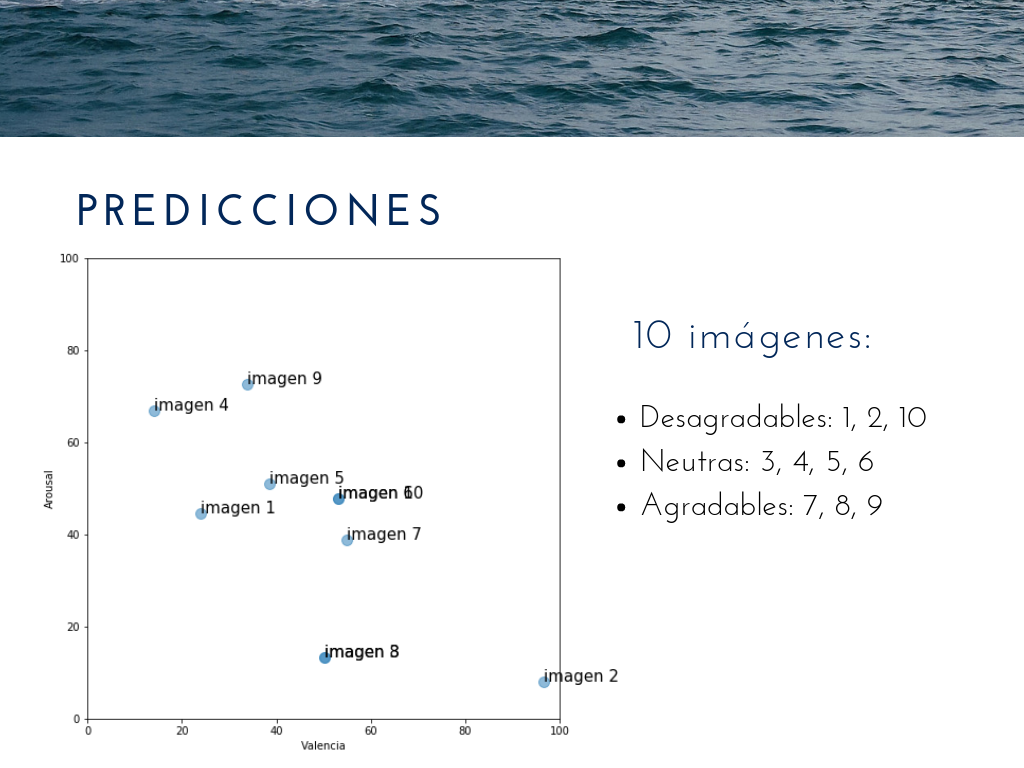 PREDICCIONES
100
80
60
40
20
0
Arousal
imagen 9
imagen 4
imagen 5
imagen 10
imagen 1
imagen 7
imagen 8
imagen 2
0 20 40 60 80 100
Valencia
10 imágenes:
• Desagradables: 1, 2, 10
• Neutras: 3, 4, 5, 6
• Agradables: 7, 8, 9